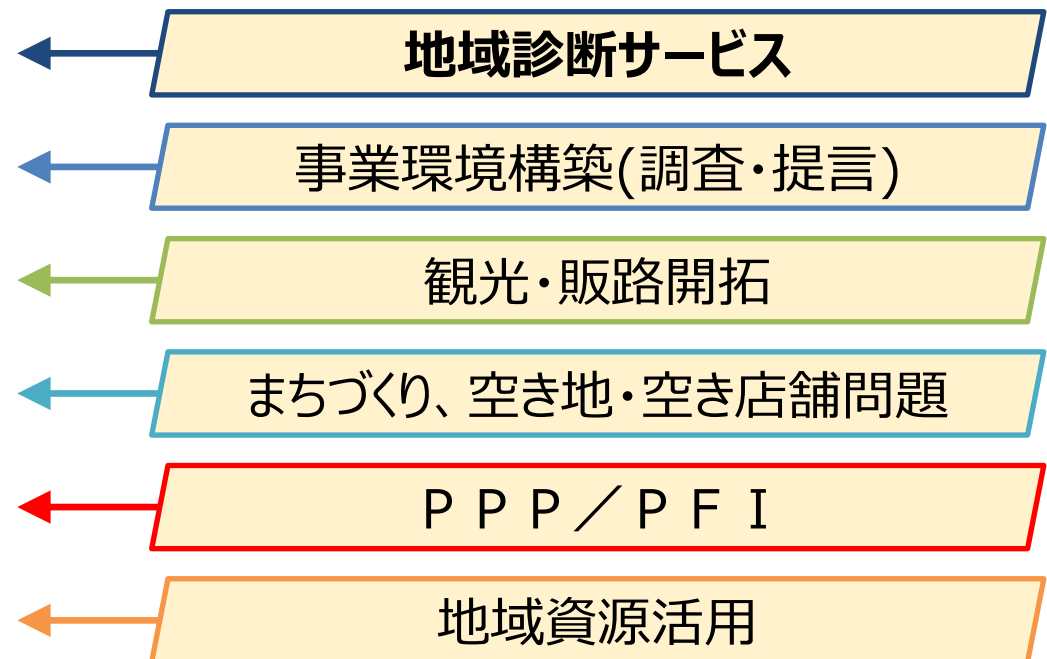 地域診断サービス
事業環境構築(調査・提言)
観光・販路開拓
まちづくり、空き地・空き店舗問題
ＰＰＰ／ＰＦＩ
地域資源活用